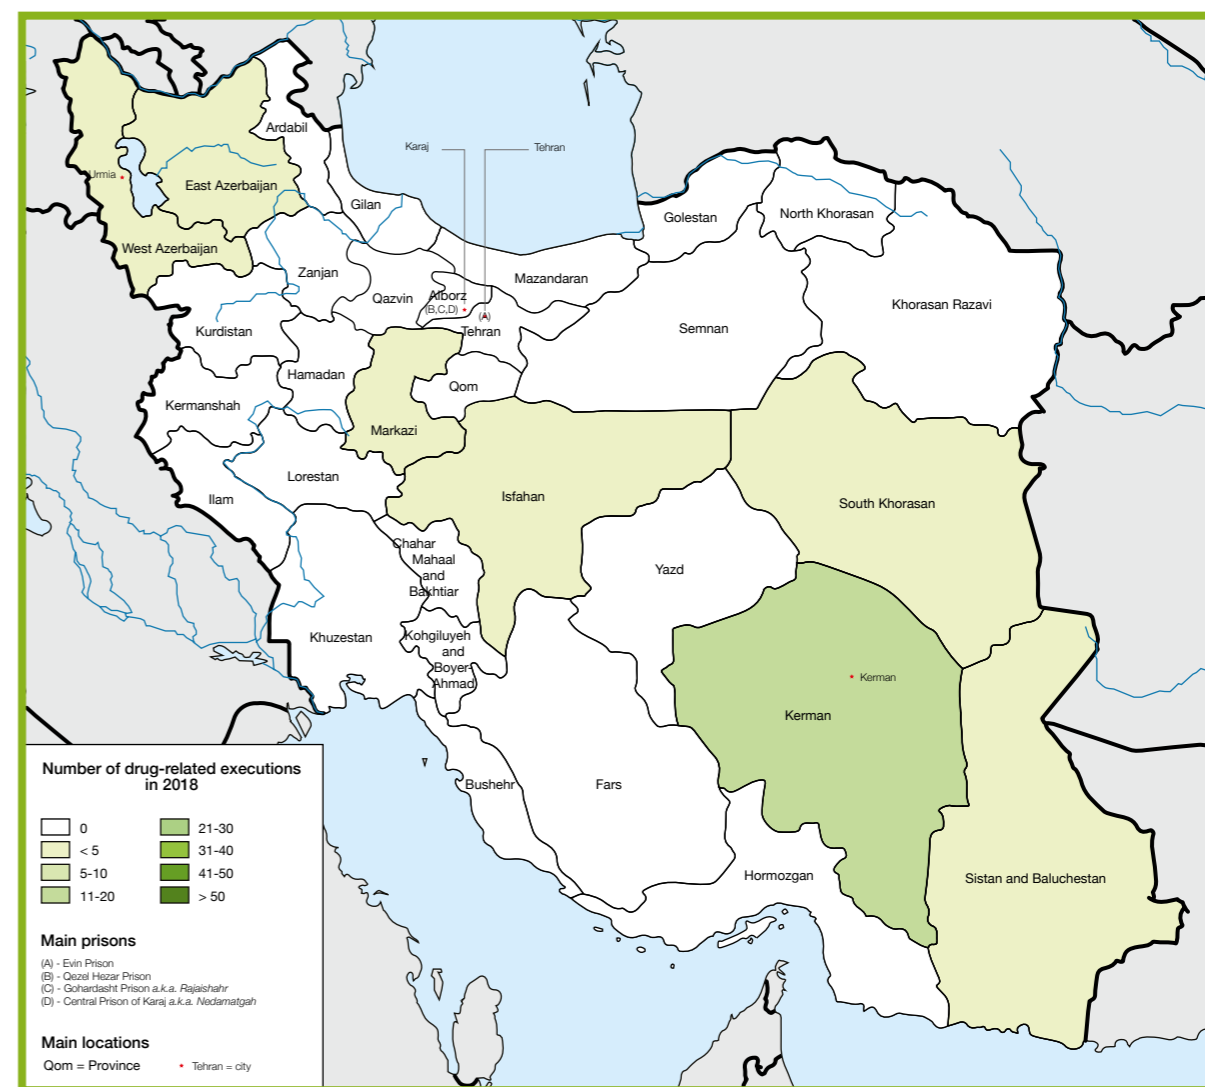 Ardabil
Karaj
Tehran
Urmia
East Azerbaijan
Gilan
Golestan
North Khorasan
West Azerbaijan
Zanjan
Mazandaran
Qazvin
Alborz
(B,C,D)
(A)
Khorasan Razavi
Kurdistan
Tehran
Semnan
Hamadan
Qom
Kermanshah
Markazi
Lorestan
Ilam
Isfahan
South Khorasan
Chahar
Mahaal
and
Bakhtiar
Yazd
Khuzestan
Kohgiluyeh
and
Boyer-
Ahmad
Kerman
Kerman
Bushehr
Fars
Hormozgan
Sistan and Baluchestan
Number of drug-related executions
in 2018
0
< 5
5-10
11-20
21-30
31-40
41-50
> 50
Main prisons
(A) - Evin Prison
(B) - Qezel Hezar Prison
(C) - Gohardasht Prison a.k.a. Rajaishahr
(D) - Central Prison of Karaj a.k.a. Nedamatgah
Main locations
Qom = Province
Tehran = city